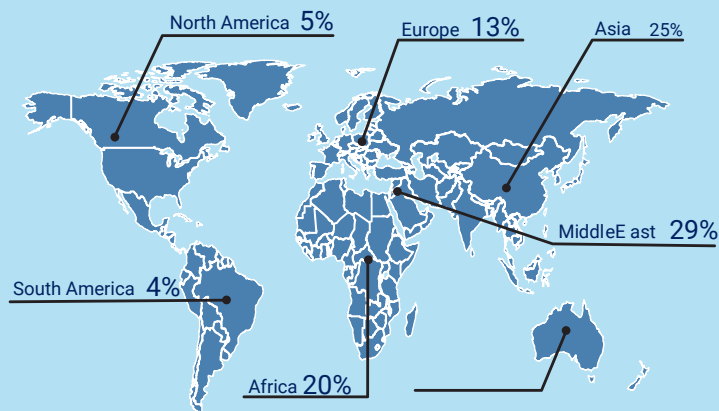 North America 5%
Europe 13%
Asia 25%
MiddleE ast 29%
South America 4%
Africa 20%